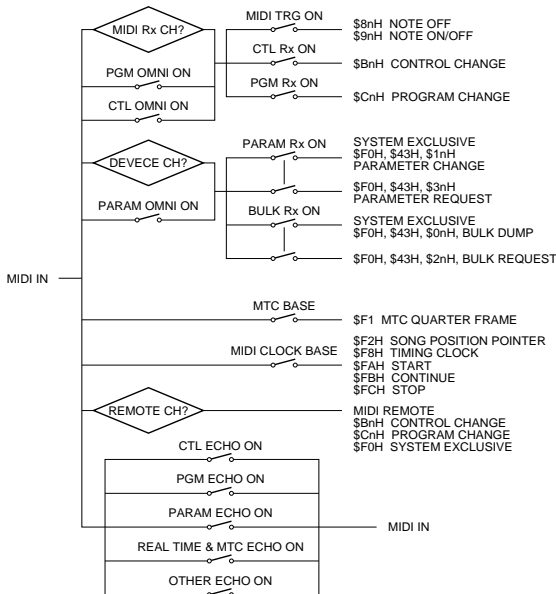 MIDI Rx CH?
MIDI TRG ON
$8nH NOTE OFF
$9nH NOTE ON/OFF
CTL Rx ON
$BnH CONTROL CHANGE
PGM OMNI ON
PGM Rx ON
$CnH PROGRAM CHANGE
CTL OMNI ON
DEVECE CH?
PARAM Rx ON
SYSTEM EXCLUSIVE
$F0H, $43H, $1nH
PARAMETER CHANGE
$F0H, $43H, $3nH
PARAMETER REQUEST
PARAM OMNI ON
BULK Rx ON
SYSTEM EXCLUSIVE
$F0H, $43H, $0nH, BULK DUMP
$F0H, $43H, $2nH, BULK REQUEST
MIDI IN
MTC BASE
$F1 MTC QUARTER FRAME
MIDI CLOCK BASE
$F2H SONG POSITION POINTER
$F8H TIMING CLOCK
$FAH START
$FBH CONTINUE
$FCH STOP
REMOTE CH?
MIDI REMOTE
$BnH CONTROL CHANGE
$CnH PROGRAM CHANGE
$F0H SYSTEM EXCLUSIVE
CTL ECHO ON
PGM ECHO ON
PARAM ECHO ON
MIDI IN
REAL TIME & MTC ECHO ON
OTHER ECHO ON